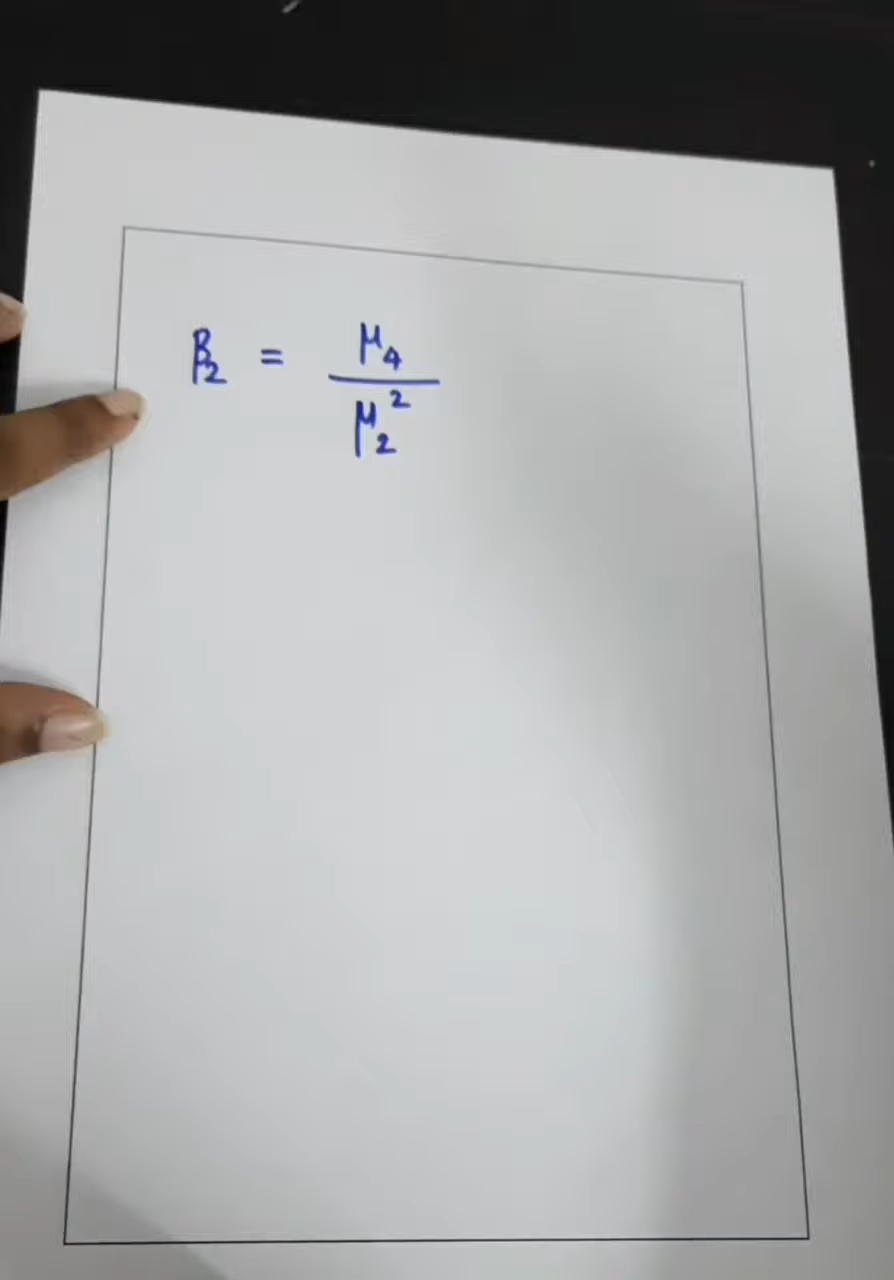 β₂ = μ₄ / μ₂²